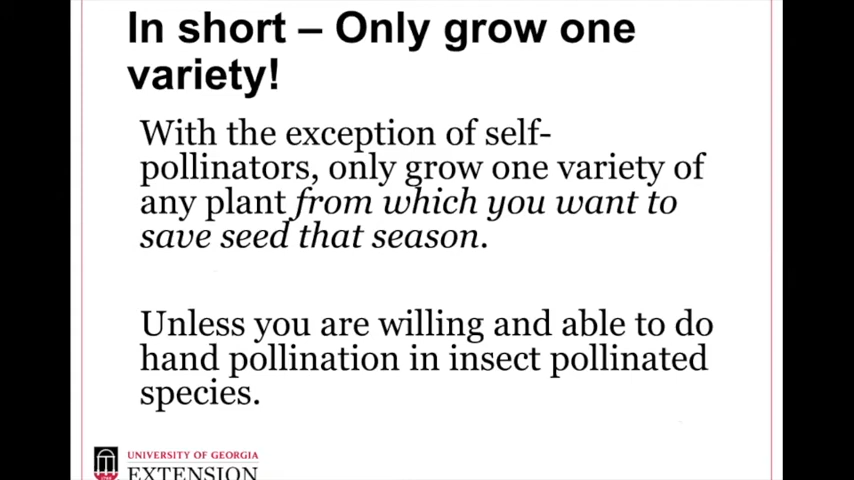 In short – Only grow one
variety!
With the exception of self-
pollinators, only grow one variety of
any plant from which you want to
save seed that season.
Unless you are willing and able to do
hand pollination in insect pollinated
species.
UNIVERSITY OF GEORGIA
EXTENSION